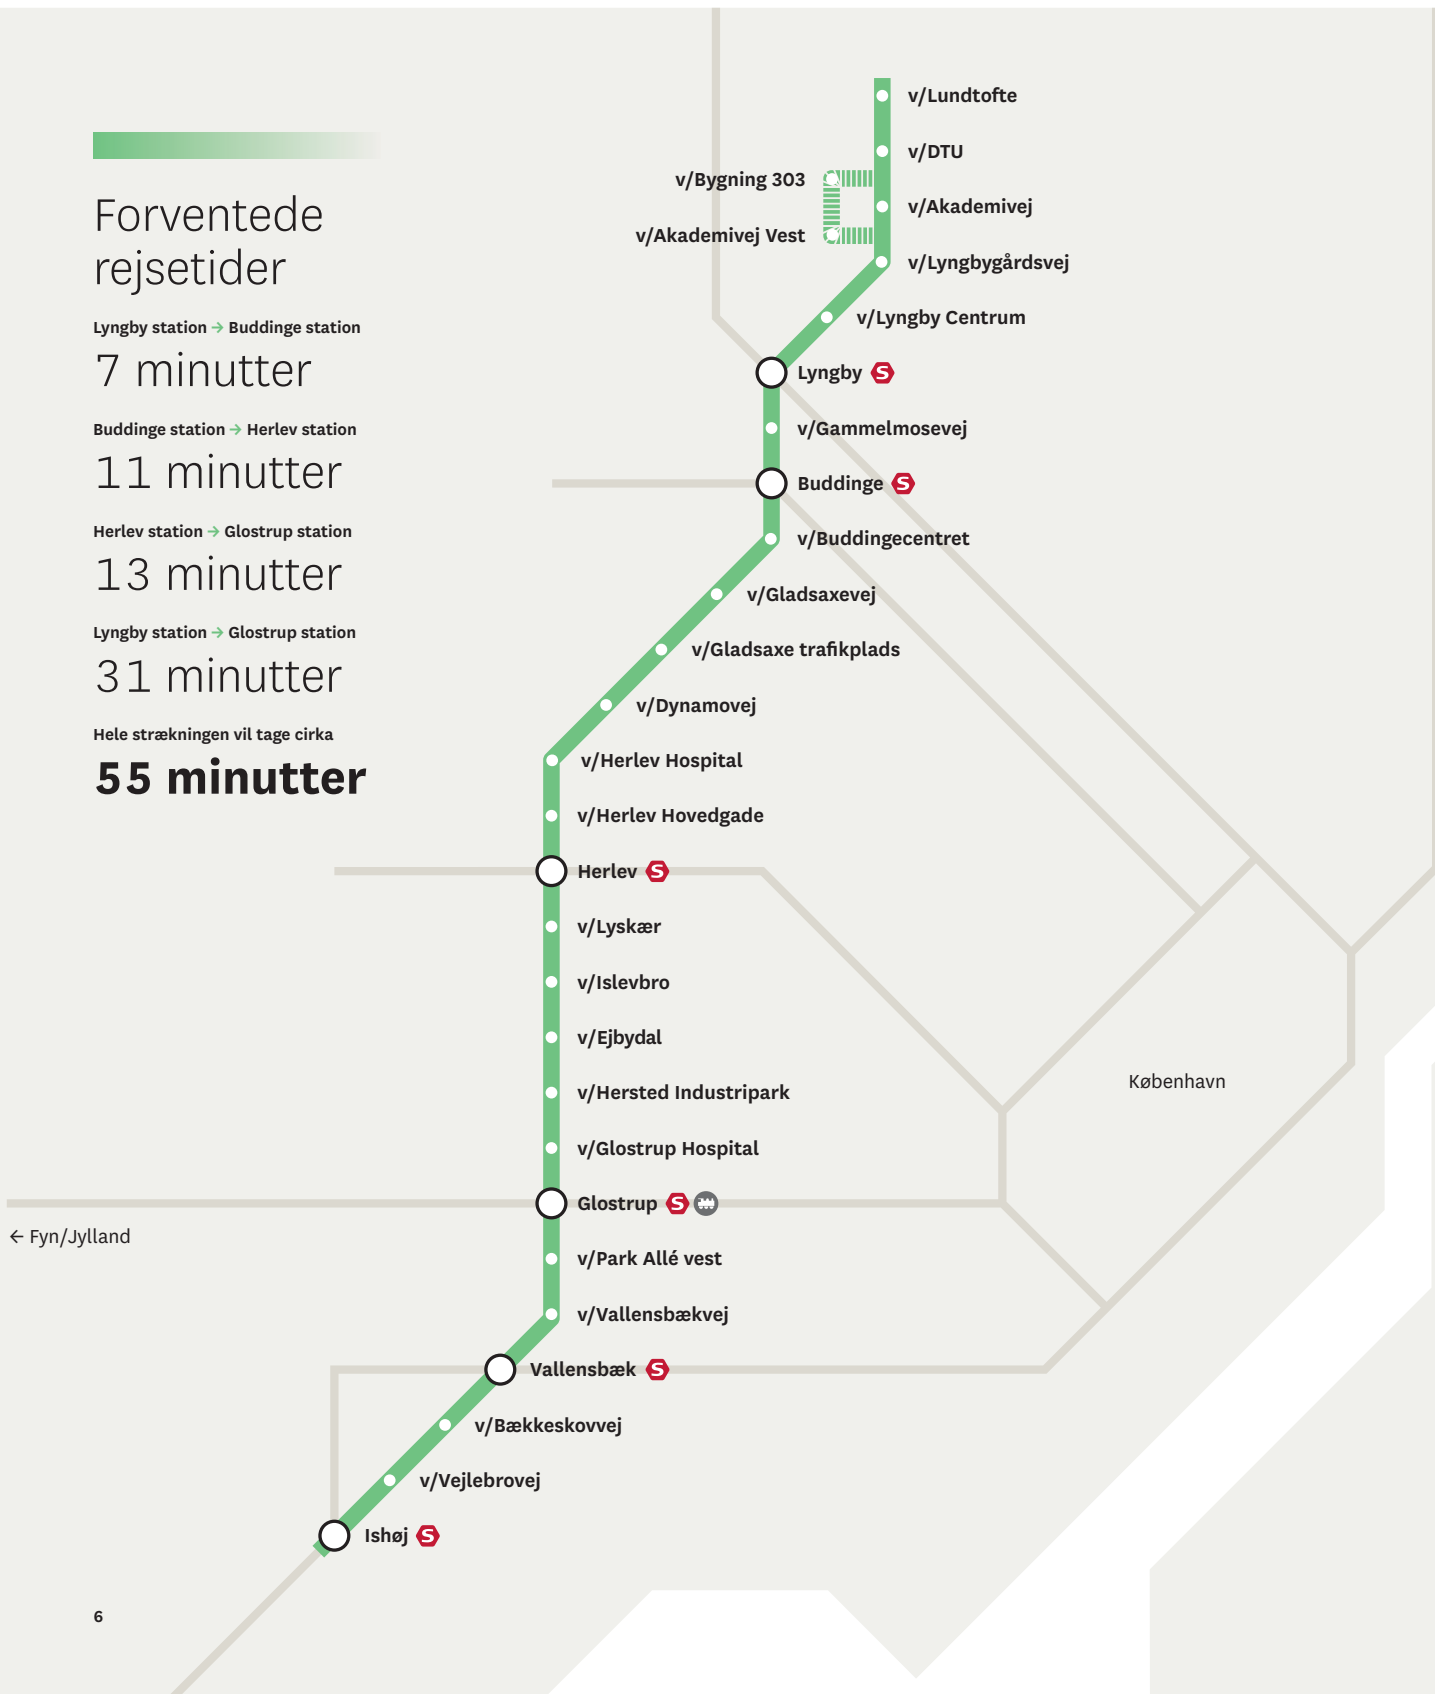 Forventede
rejsetider
Lyngby station → Buddinge station
7 minutter
Buddinge station → Herlev station
11 minutter
Herlev station → Glostrup station
13 minutter
Lyngby station → Glostrup station
31 minutter
Hele strækningen vil tage cirka
55 minutter
v/Lundtofte
v/DTU
v/Bygning 303
v/Akademivej
v/Akademivej Vest
v/Lyngbygårdsvej
v/Lyngby Centrum
Lyngby S
v/Gammelmosevej
Buddinge S
v/Buddingecentret
v/Gladsaxevej
v/Gladsaxe trafikplads
v/Dynamovej
v/Herlev Hospital
v/Herlev Hovedgade
Herlev S
v/Lyskær
v/Islevbro
v/Ejbydal
København
v/Hersted Industripark
v/Glostrup Hospital
Glostrup S
← Fyn/Jylland
v/Park Allé vest
v/Vallensbækvej
Vallensbæk S
v/Bækkeskovvej
v/Vejlebrovej
Ishøj S
6